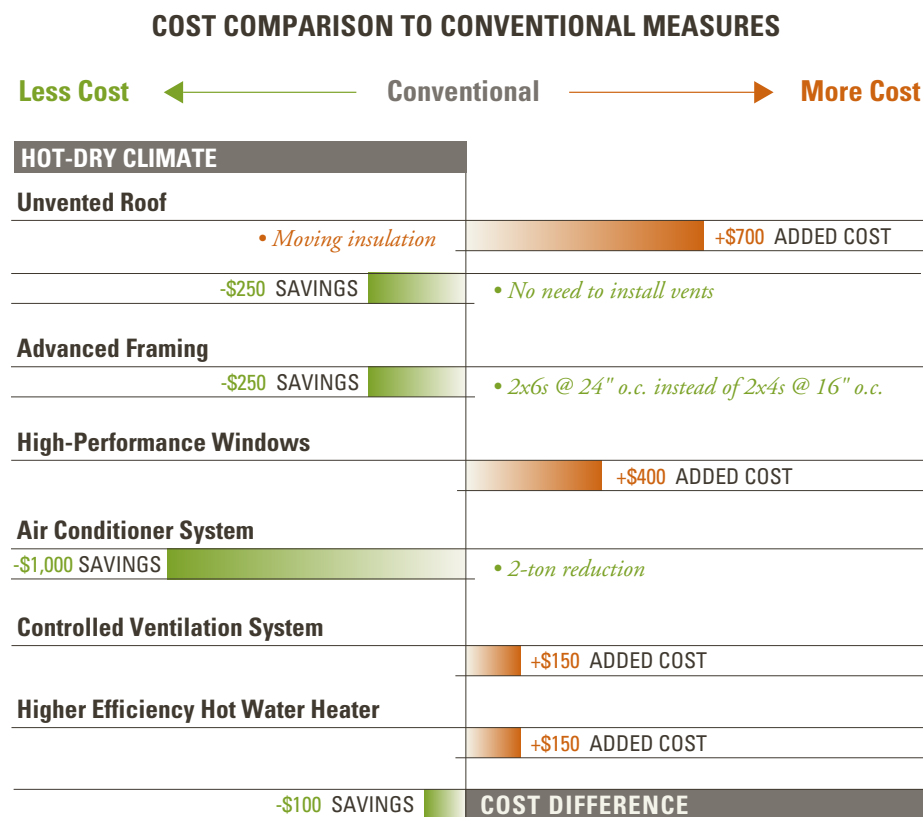 COST COMPARISON TO CONVENTIONAL MEASURES
Less Cost Conventional More Cost
HOT-DRY CLIMATE
Unvented Roof
• Moving insulation +$700 ADDED COST
-$250 SAVINGS • No need to install vents
Advanced Framing
-$250 SAVINGS • 2x6s @ 24" o.c. instead of 2x4s @ 16" o.c.
High-Performance Windows
+$400 ADDED COST
Air Conditioner System
-$1,000 SAVINGS • 2-ton reduction
Controlled Ventilation System
+$150 ADDED COST
Higher Efficiency Hot Water Heater
+$150 ADDED COST
-$100 SAVINGS COST DIFFERENCE